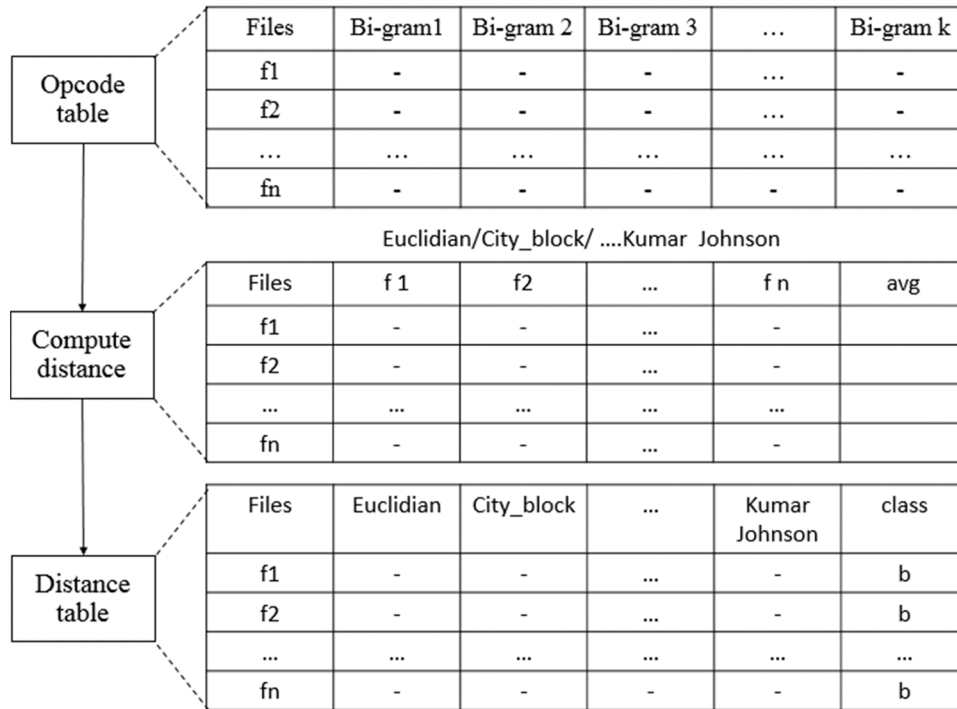 Files Bi-gram1 Bi-gram 2 Bi-gram 3 ... Bi-gram k
f1 - - - ... -
f2 - - - ... -
... ... ... ... ... ...
fn - - - - -
Opcode
table
Euclidian/City_block/ ....Kumar Johnson
Files f 1 f2 ... f n avg
f1 - - ... -
f2 - - ... -
... ... ... ... ...
fn - - ... -
Compute
distance
Files Euclidian City_block ... Kumar class
Johnson
f1 - - ... - b
f2 - - ... - b
... ... ... ... ... ...
fn - - - - b
Distance
table